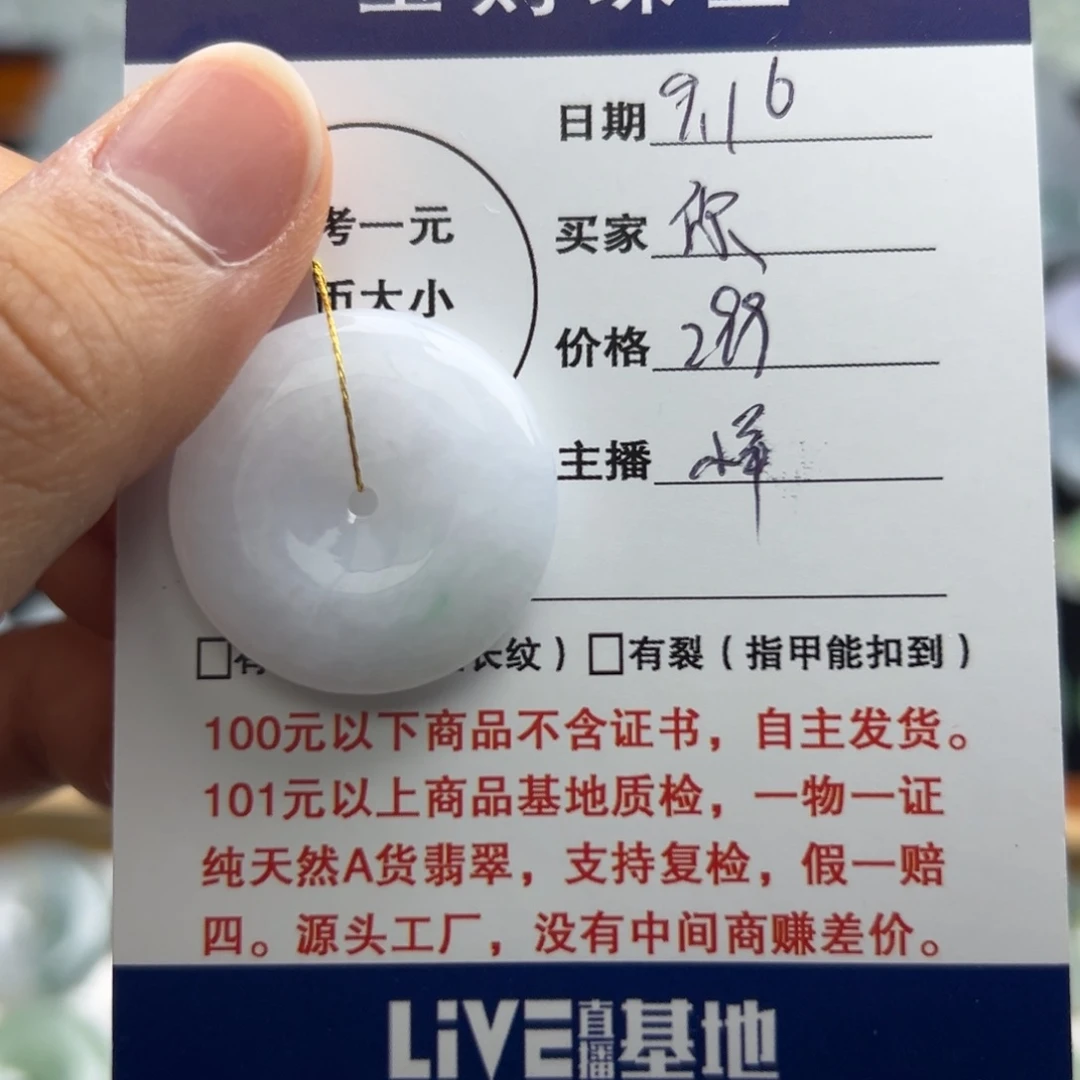 日期 9.16
考一元
买家 你
币大小
价格 299
主播
长纹）□有裂（指甲能扣到）
100元以下商品不含证书，自主发货。
101元以上商品基地质检，一物一证
纯天然A货翡翠，支持复检，假一赔
四。源头工厂，没有中间商赚差价。
LiVE直播基地